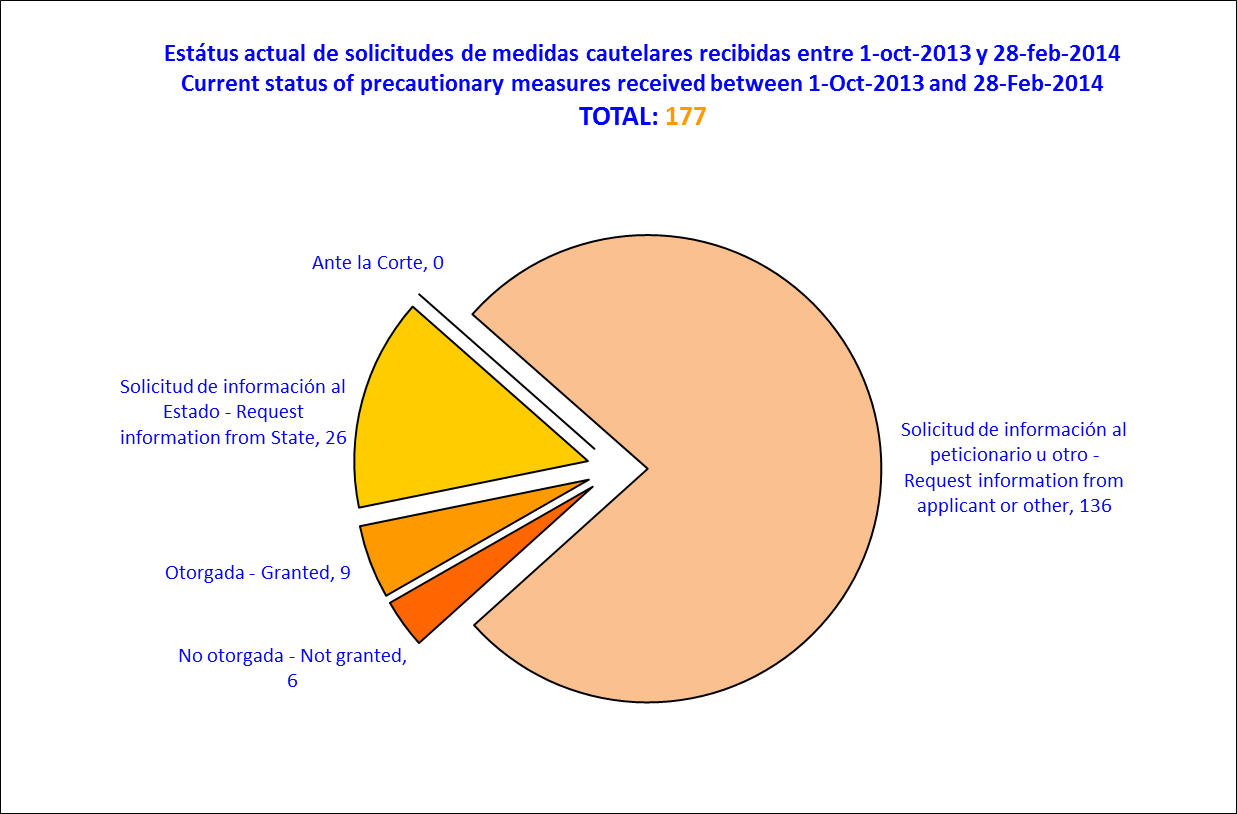 Estátus actual de solicitudes de medidas cautelares recibidas entre 1-oct-2013 y 28-feb-2014
Current status of precautionary measures received between 1-Oct-2013 and 28-Feb-2014
TOTAL: 177
Ante la Corte, 0
Solicitud de información al
Estado - Request
information from State, 26
Solicitud de información al
peticionario u otro -
Request information from
applicant or other, 136
Otorgada - Granted, 9
No otorgada - Not granted,
6